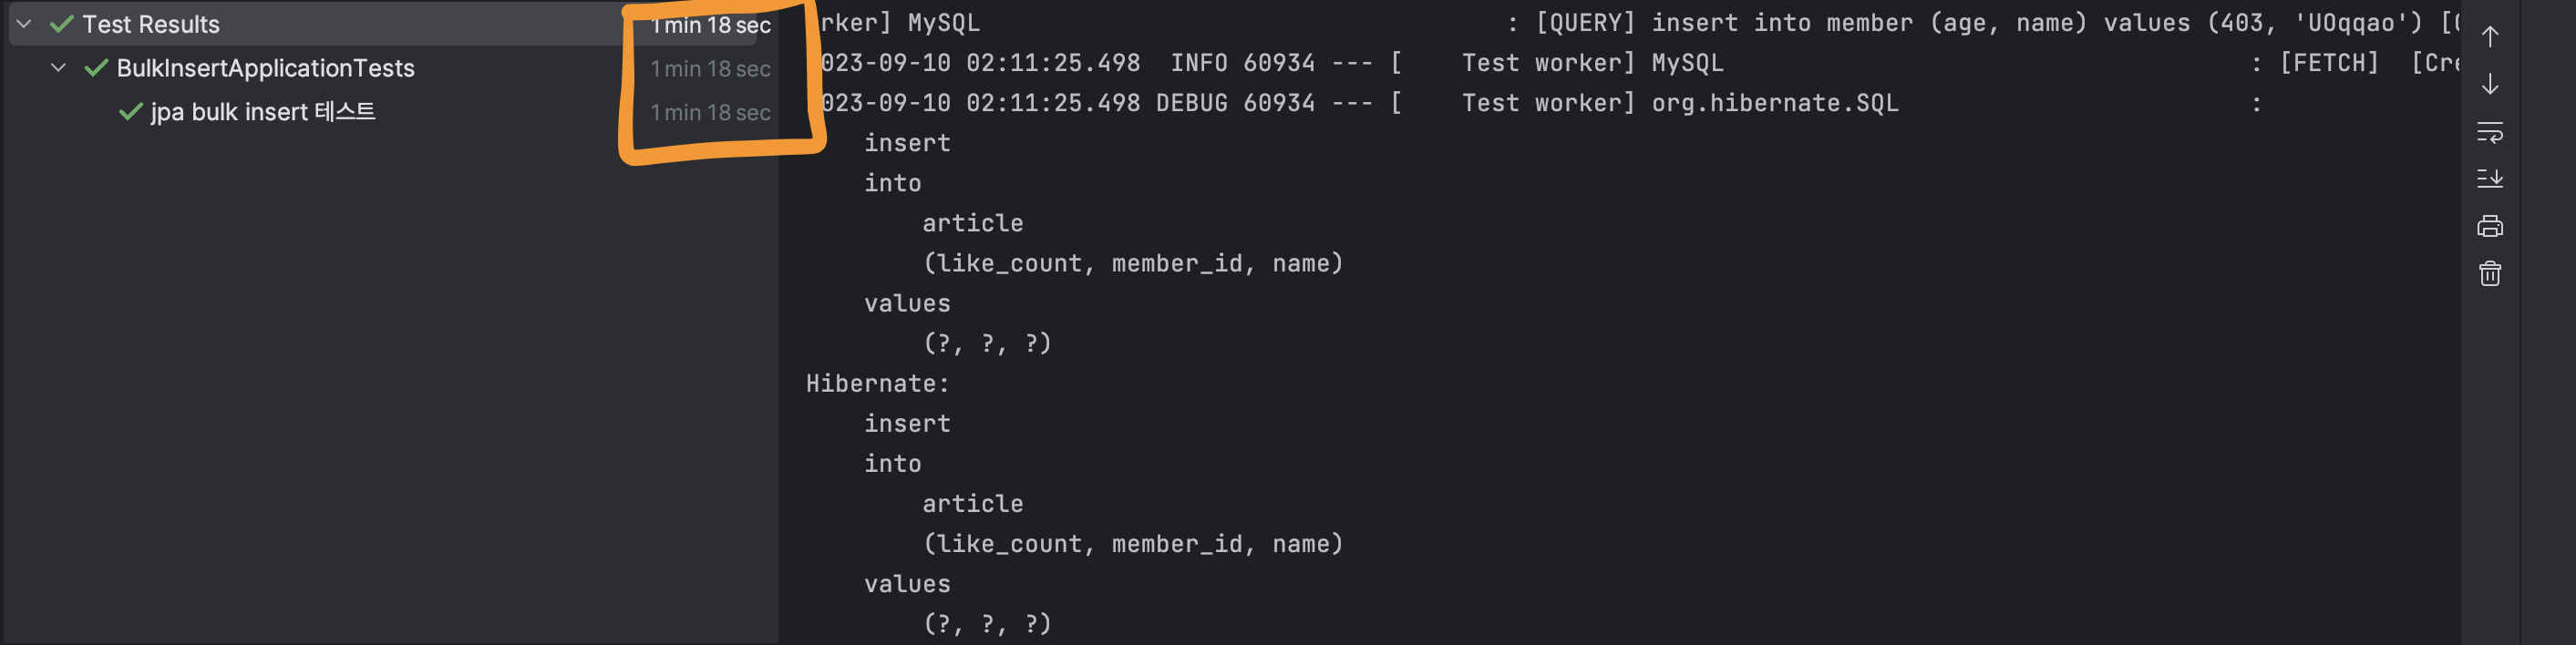 Test Results 1 min 18 sec
BulkInsertApplicationTests 1 min 18 sec
jpa bulk insert 테스트 1 min 18 sec
rker] MySQL : [QUERY] insert into member (age, name) values (403, 'UOqqao')
023-09-10 02:11:25.498 INFO 60934 --- [ Test worker] MySQL : [FETCH] [Cre
023-09-10 02:11:25.498 DEBUG 60934 --- [ Test worker] org.hibernate.SQL :
insert
into
article
(like_count, member_id, name)
values
(?, ?, ?)
Hibernate:
insert
into
article
(like_count, member_id, name)
values
(?, ?, ?)